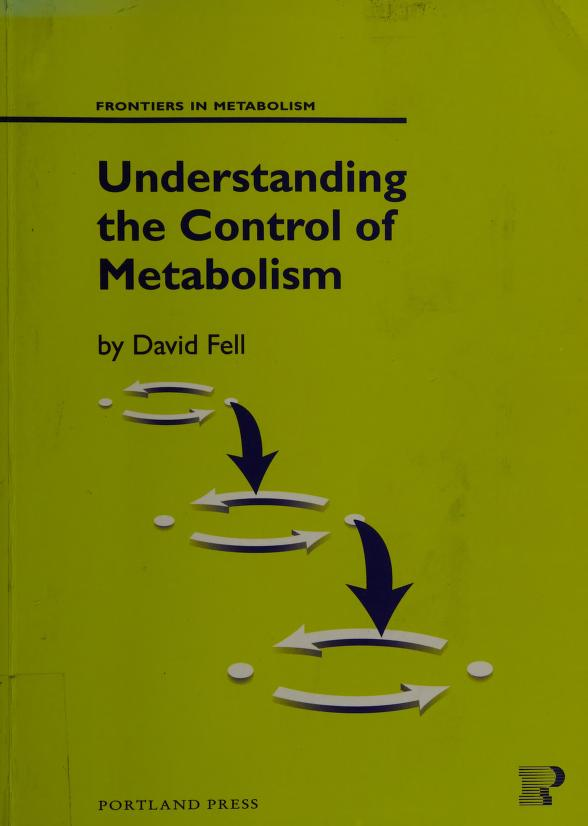 FRONTIERS IN METABOLISM
Understanding
the Control of
Metabolism
by David Fell
PORTLAND PRESS